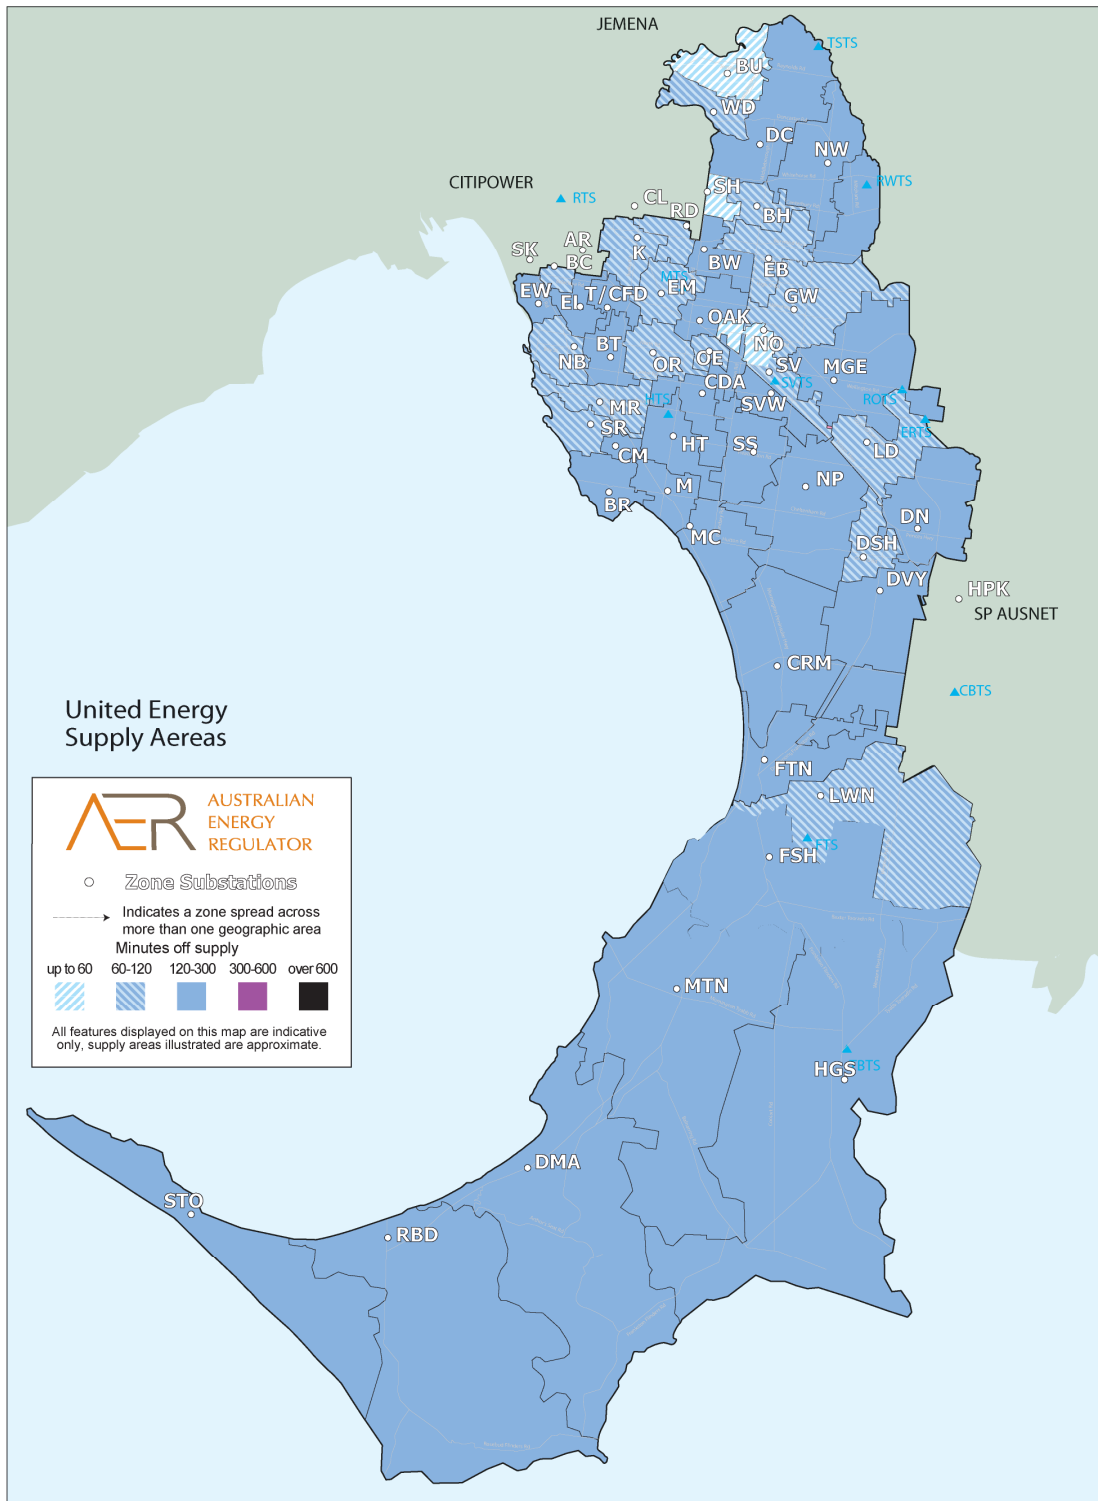 JEMENA
TSTS
BU
WD
DC
NW
CITIPOWER
RTS
CL
RD
SH
RWTS
BH
SK
AR
BC
K
BW
EB
MTS
EM
GW
EW
EL
T/CFD
OAK
NO
NB
BT
OR
OE
SV
MGE
CDA
SVTS
SVW
ROTS
MR
HTS
SR
ERTS
CM
HT
SS
LD
BR
M
NP
MC
DN
DSH
DVY
HPK
SP AUSNET
CRM
CBTS
United Energy
Supply Aereas
FTN
LWN
FTS
FSH
AER
AUSTRALIAN
ENERGY
REGULATOR
Zone Substations
Indicates a zone spread across
more than one geographic area
Minutes off supply
up to 60 60-120 120-300 300-600 over 600
All features displayed on this map are indicative
only, supply areas illustrated are approximate.
MTN
HGS
DMA
STO
RBD